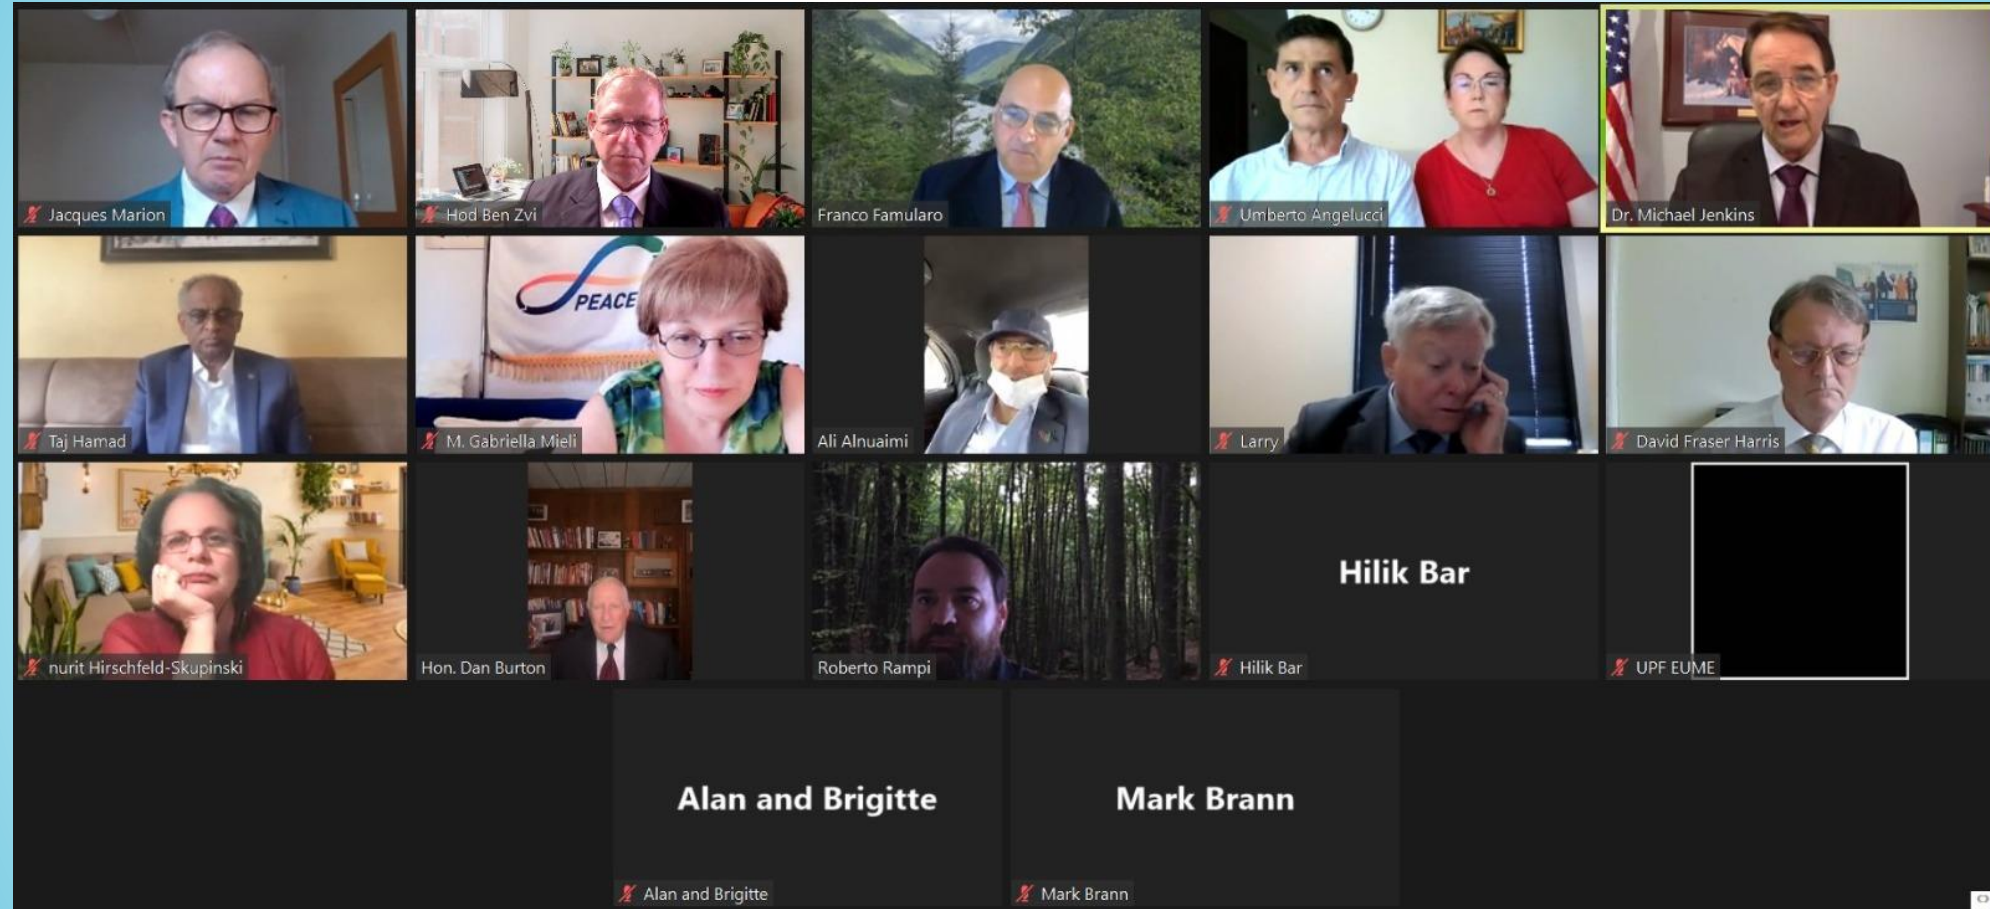 Jacques Marion
Hod Ben Zvi
Franco Famularo
Umberto Angelucci
Dr. Michael Jenkins
PEACE
Taj Hamad
M. Gabriella Mieli
Ali Alnuaimi
Larry
David Fraser Harris
Hilik Bar
nurit Hirschfeld-Skupinski
Hon. Dan Burton
Roberto Rampi
Hilik Bar
UPF EUME
Alan and Brigitte
Mark Brann
Alan and Brigitte
Mark Brann